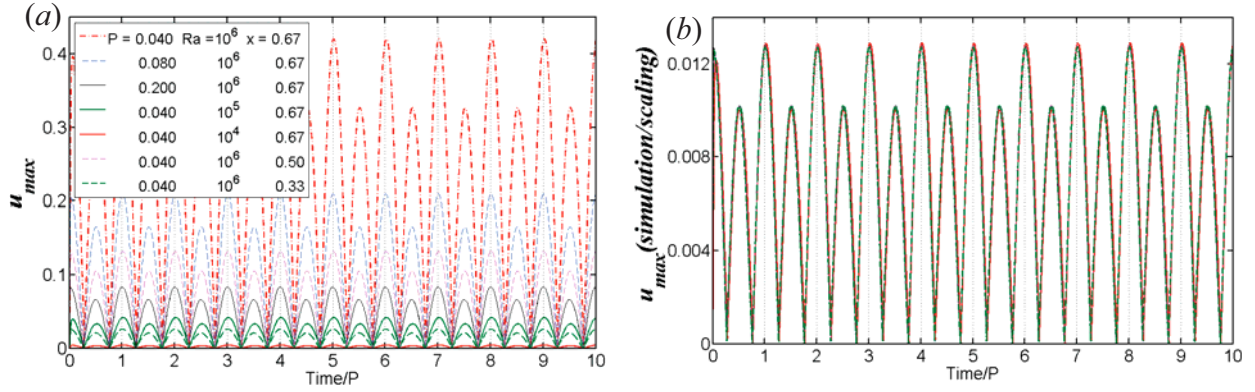 (a)
0.4
0.3
0.2
0.1
0
u_max
P = 0.040 Ra =10^6 x = 0.67
0.080 10^6 0.67
0.200 10^6 0.67
0.040 10^5 0.67
0.040 10^4 0.67
0.040 10^6 0.50
0.040 10^6 0.33
0 1 2 3 4 5 6 7 8 9 10
Time/P
(b)
0.012
0.008
0.004
0
u_max(simulation/scaling)
0 1 2 3 4 5 6 7 8 9 10
Time/P